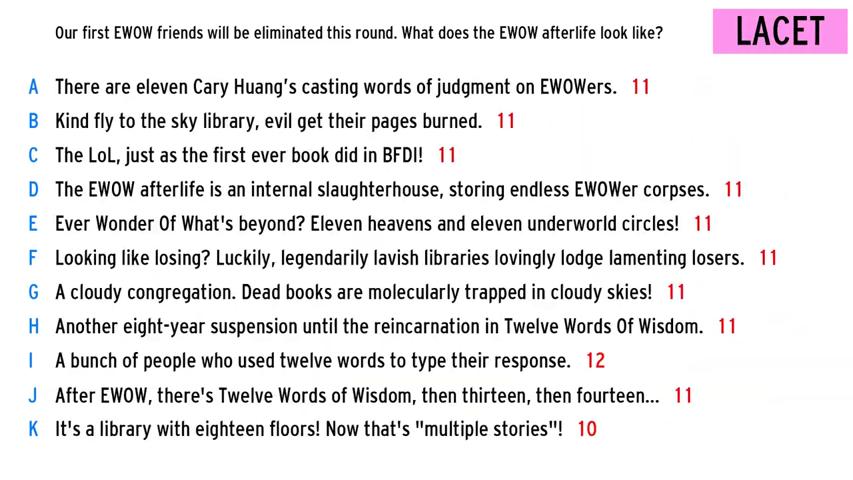 Our first EWOW friends will be eliminated this round. What does the EWOW afterlife look like?
LACET
A There are eleven Cary Huang's casting words of judgment on EWOWers. 11
B Kind fly to the sky library, evil get their pages burned. 11
C The LoL, just as the first ever book did in BFDI! 11
D The EWOW afterlife is an internal slaughterhouse, storing endless EWOWer corpses. 11
E Ever Wonder Of What's beyond? Eleven heavens and eleven underworld circles! 11
F Looking like losing? Luckily, legendarily lavish libraries lovingly lodge lamenting losers. 11
G A cloudy congregation. Dead books are molecularly trapped in cloudy skies! 11
H Another eight-year suspension until the reincarnation in Twelve Words Of Wisdom. 11
I A bunch of people who used twelve words to type their response. 12
J After EWOW, there's Twelve Words of Wisdom, then thirteen, then fourteen... 11
K It's a library with eighteen floors! Now that's "multiple stories"! 10